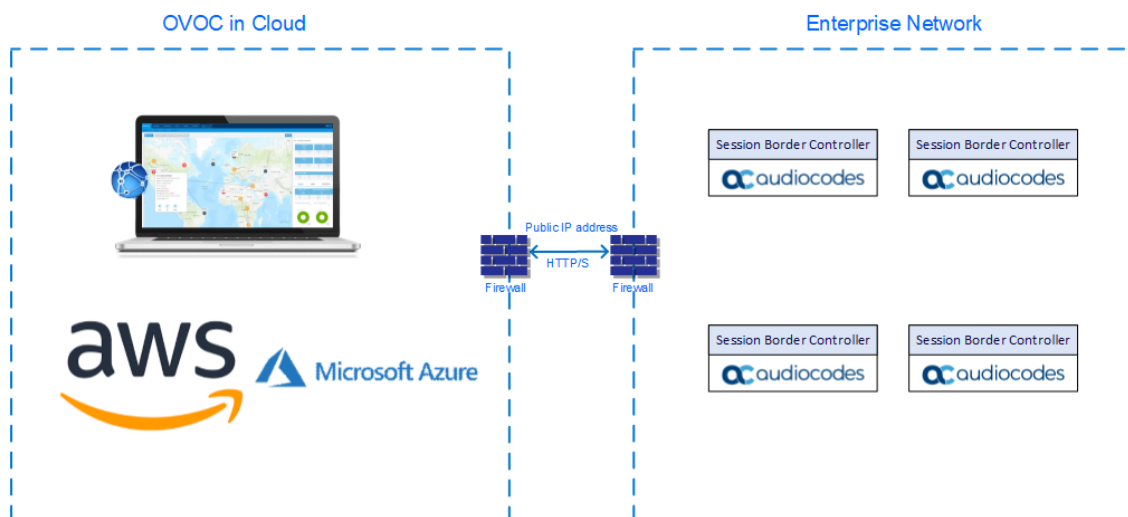 OVOC in Cloud
Enterprise Network
Session Border Controller
audiocodes
Session Border Controller
audiocodes
Public IP address
HTTP/S
Firewall
Firewall
aws
Microsoft Azure
Session Border Controller
audiocodes
Session Border Controller
audiocodes